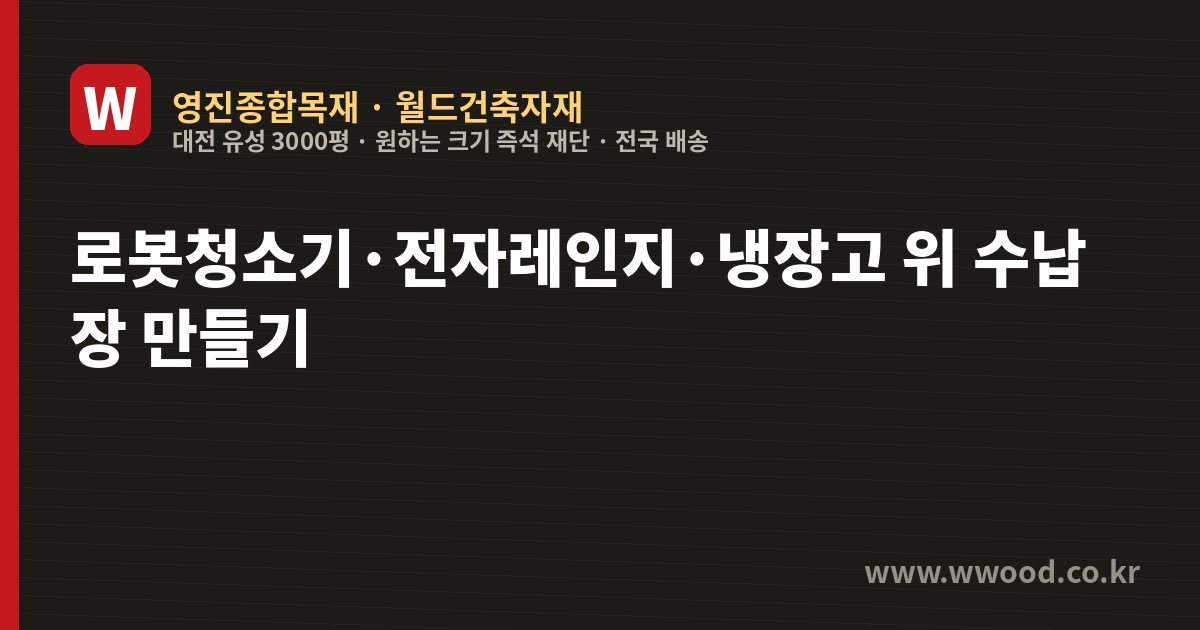 W
영진종합목재 · 월드건축자재
대전 유성 3000평 · 원하는 크기 즉석 재단 · 전국 배송
로봇청소기·전자레인지·냉장고 위 수납
장 만들기
www.wwood.co.kr